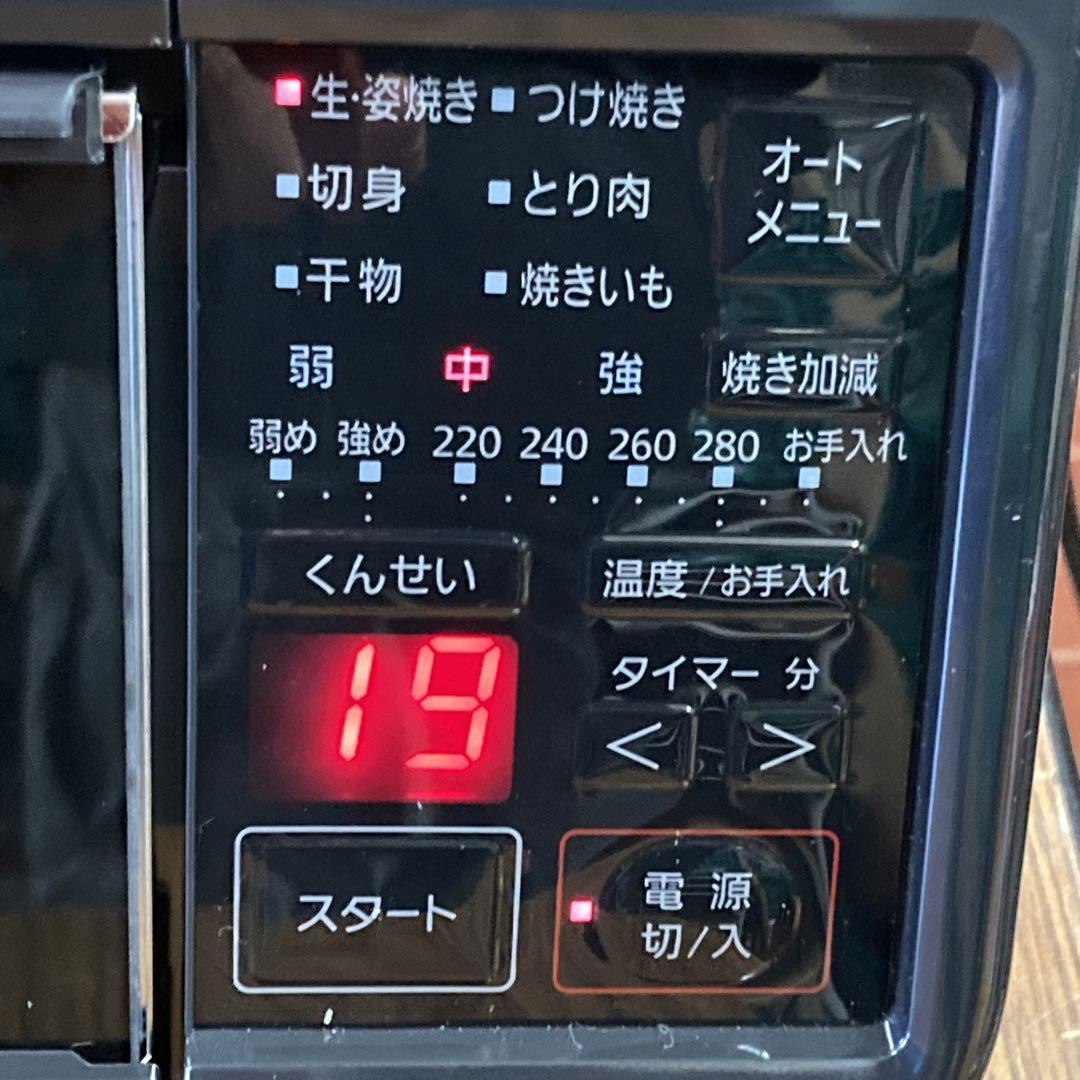 生・姿焼き つけ焼き
オート
メニュー
切身 とり肉
干物 焼きいも
弱 中 強 焼き加減
弱め 強め 220 240 260 280 お手入れ
くんせい 温度/お手入れ
タイマー 分
19 < >
スタート
電源
切/入